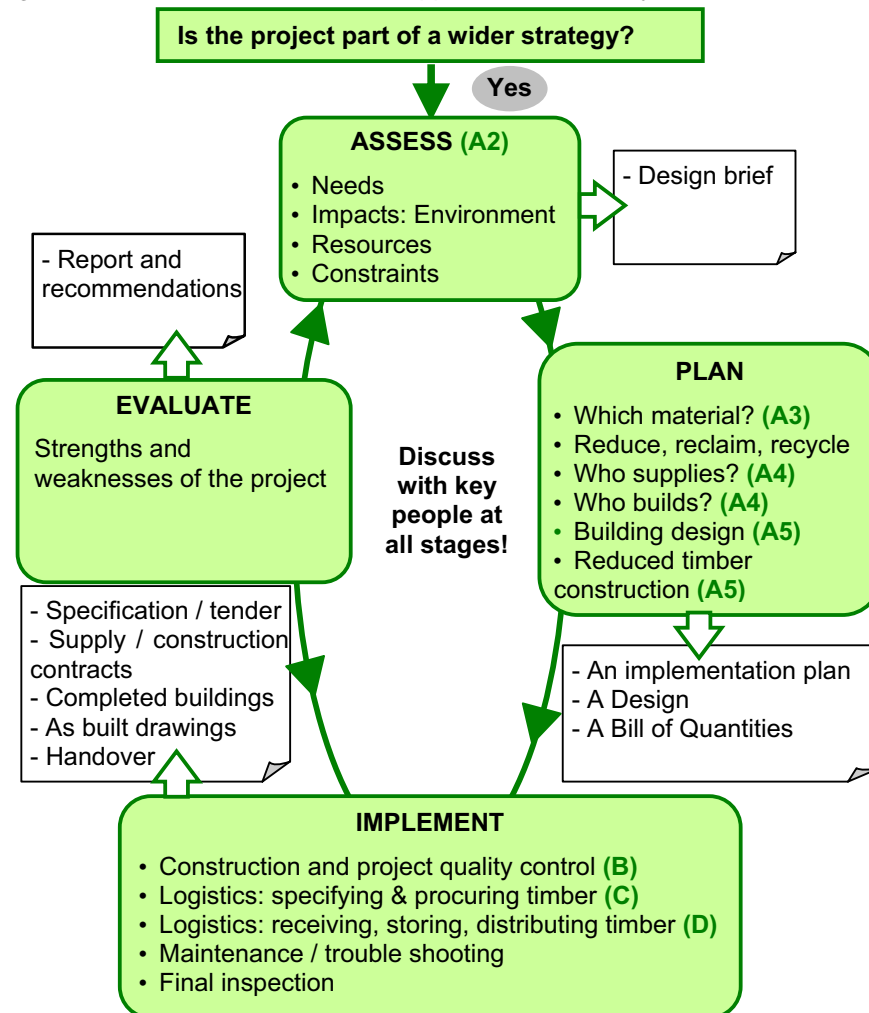 Is the project part of a wider strategy?
Yes
ASSESS (A2)
• Needs
• Impacts: Environment
• Resources
• Constraints
- Design brief
- Report and
recommendations
EVALUATE
Strengths and
weaknesses of the project
Discuss
with key
people at
all stages!
PLAN
• Which material? (A3)
• Reduce, reclaim, recycle
• Who supplies? (A4)
• Who builds? (A4)
• Building design (A5)
• Reduced timber
construction (A5)
- Specification / tender
- Supply / construction
contracts
- Completed buildings
- As built drawings
- Handover
- An implementation plan
- A Design
- A Bill of Quantities
IMPLEMENT
• Construction and project quality control (B)
• Logistics: specifying & procuring timber (C)
• Logistics: receiving, storing, distributing timber (D)
• Maintenance / trouble shooting
• Final inspection